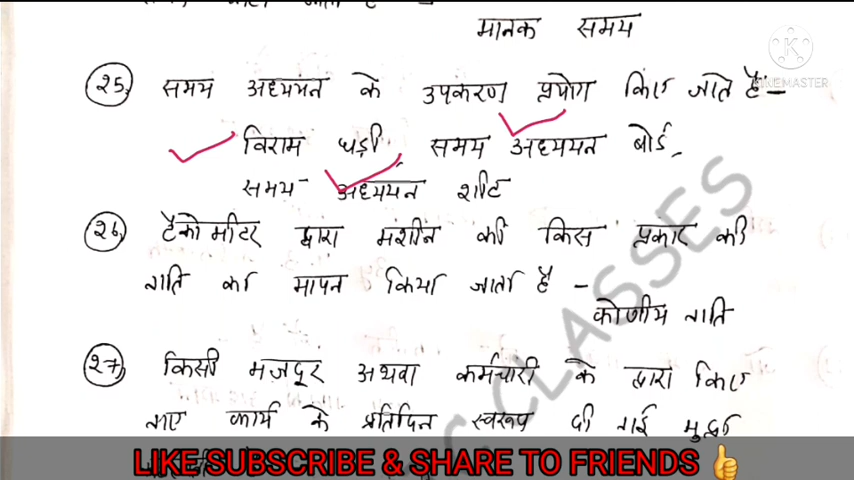 मानक समय
KINEMASTER
25, समय अध्ययन के उपकरण प्रयोग किए जाते हैं -
विराम घड़ी समय अध्ययन बोर्ड,
समय अध्ययन शीट
26, टैकोमीटर द्वारा मशीन की किस प्रकार की
गति का मापन किया जाता है -
कोणीय गति
27, किसी मजदूर अथवा कर्मचारी के द्वारा किए
गए कार्य के प्रतिदिन स्वरूप दी गई मुद्रा
CLASSES
LIKE SUBSCRIBE & SHARE TO FRIENDS 👍